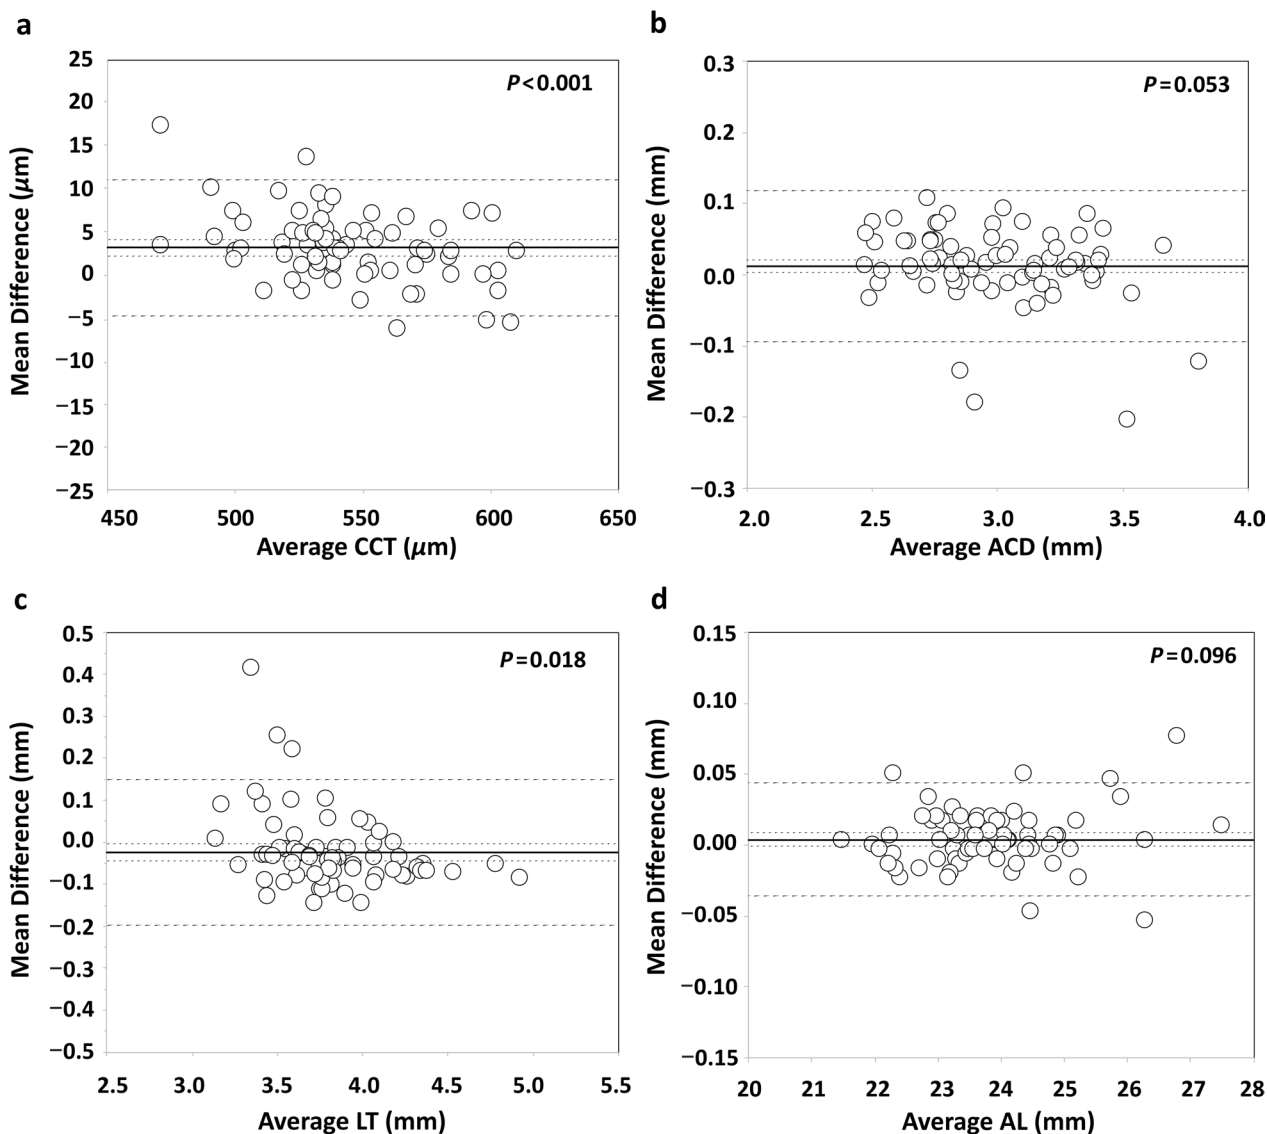 a
25
20
15
10
5
0
−5
−10
−15
−20
−25
Mean Difference (μm)
P<0.001
450 500 550 600 650
Average CCT (μm)
b
0.3
0.2
0.1
0.0
−0.1
−0.2
−0.3
Mean Difference (mm)
P=0.053
2.0 2.5 3.0 3.5 4.0
Average ACD (mm)
c
0.5
0.4
0.3
0.2
0.1
0.0
−0.1
−0.2
−0.3
−0.4
−0.5
Mean Difference (mm)
P=0.018
2.5 3.0 3.5 4.0 4.5 5.0 5.5
Average LT (mm)
d
0.15
0.10
0.05
0.00
−0.05
−0.10
−0.15
Mean Difference (mm)
P=0.096
20 21 22 23 24 25 26 27 28
Average AL (mm)